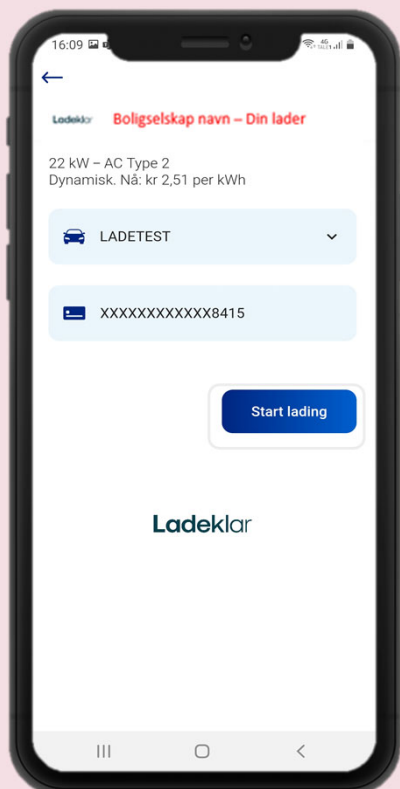 16:09
Ladeklar Boligselskap navn – Din lader
22 kW – AC Type 2
Dynamisk. Nå: kr 2,51 per kWh
LADETEST
XXXXXXXXXXXXX8415
Start lading
Ladeklar